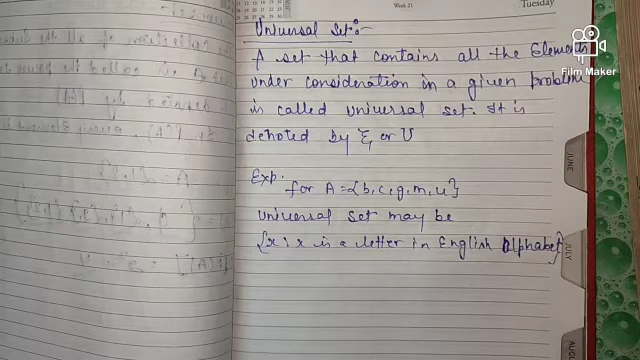 Week 21
Tuesday
Universal Set:-
A set that contains all the Elements
under consideration in a given problem
is called universal set. It is
denoted by ξ or U
Exp.
for A = {b, c, g, m, u}
universal set may be
{x : x is a letter in English Alphabet}
Film Maker
JUNE
JULY
AUG